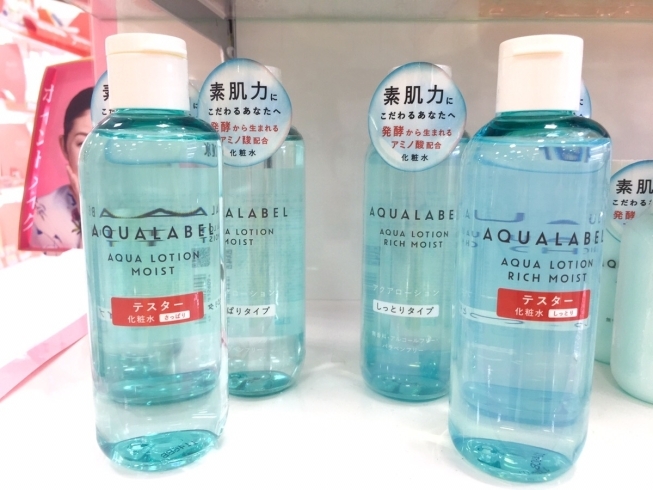 素肌力に
こだわるあなたへ
発酵から生まれる
アミノ酸配合
化粧水
素肌力に
こだわるあなたへ
発酵から生まれる
アミノ酸配合
化粧水
素肌
こだわる
発酵
AQUALABEL
AQUA LOTION
MOIST
テスター
化粧水 さっぱり
ALABEL
LOTION
MOIST
ぱりタイプ
AQUALABEL
AQUA LOTION
RICH MOIST
しっとりタイプ
AQUALABEL
AQUA LOTION
RICH MOIST
テスター
化粧水 しっとり